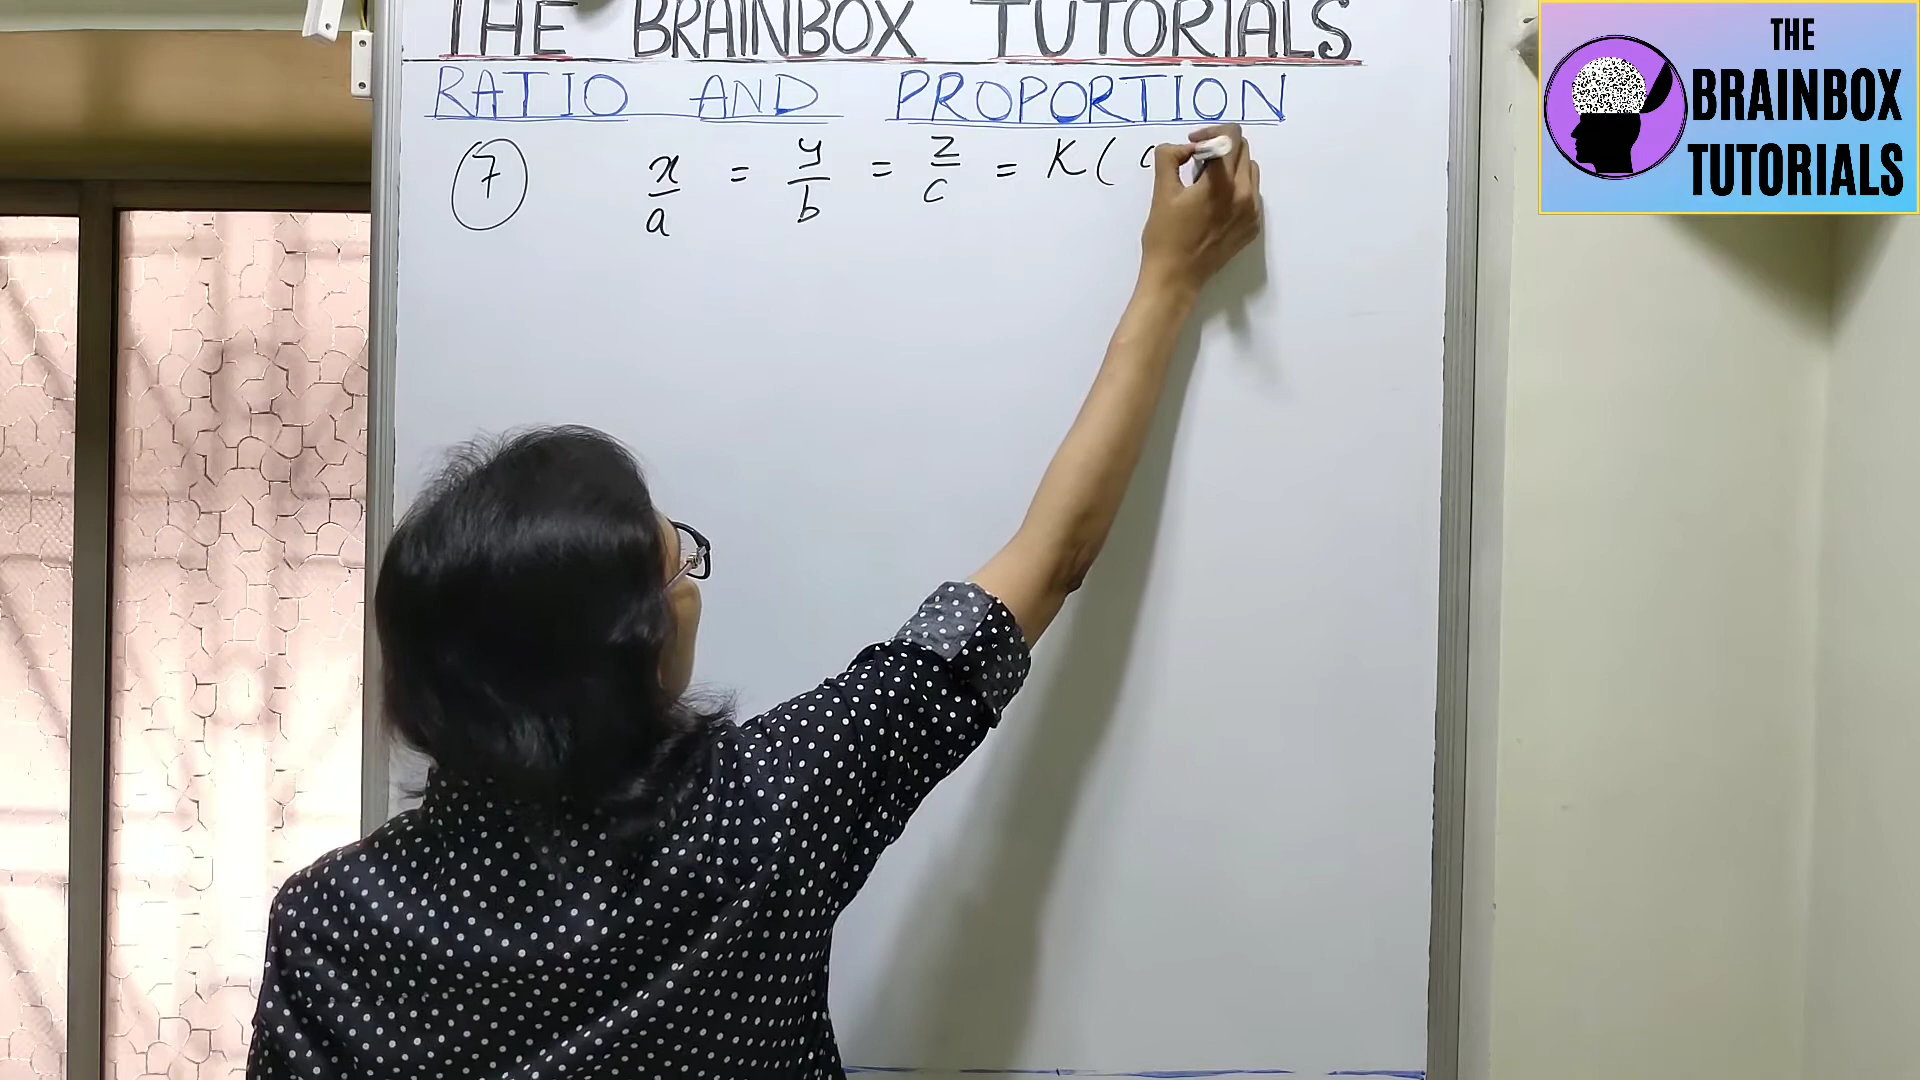 THE BRAINBOX TUTORIALS
RATIO AND PROPORTION
7 x/a = y/b = z/c = K (
THE
BRAINBOX
TUTORIALS